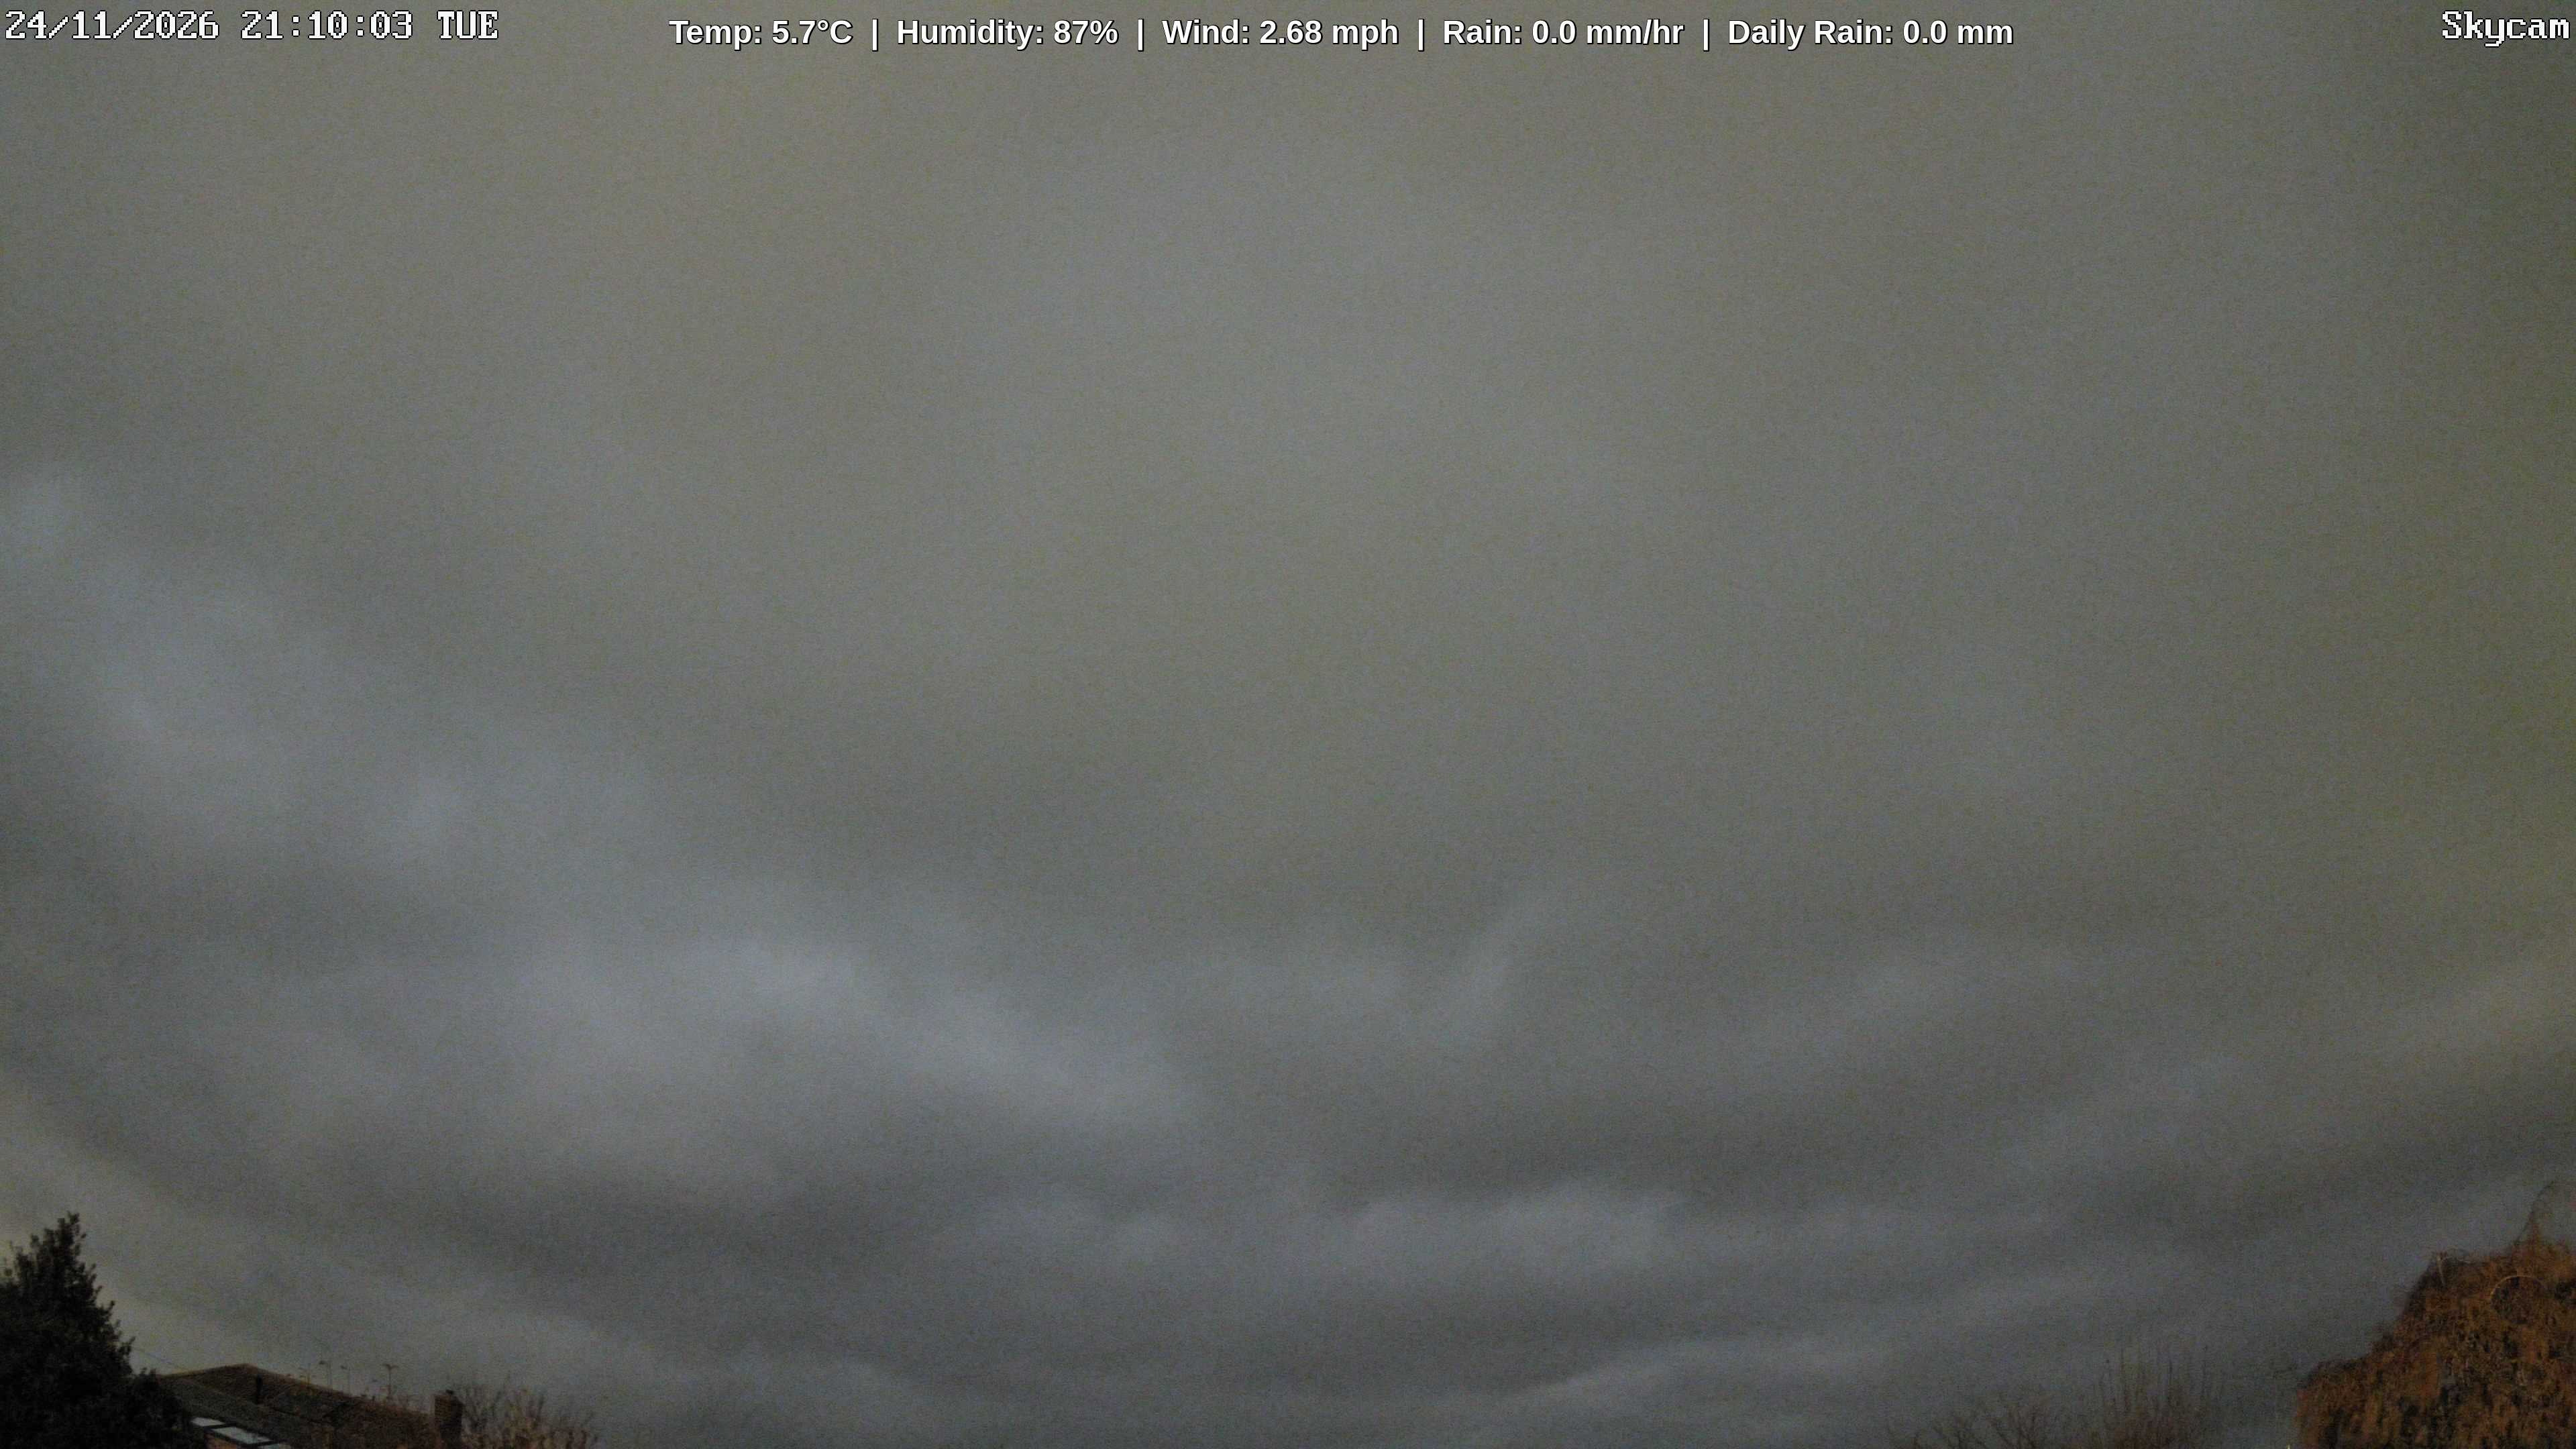 24/11/2026 21:10:03 TUE
Temp: 5.7°C | Humidity: 87% | Wind: 2.68 mph | Rain: 0.0 mm/hr | Daily Rain: 0.0 mm
Skycam